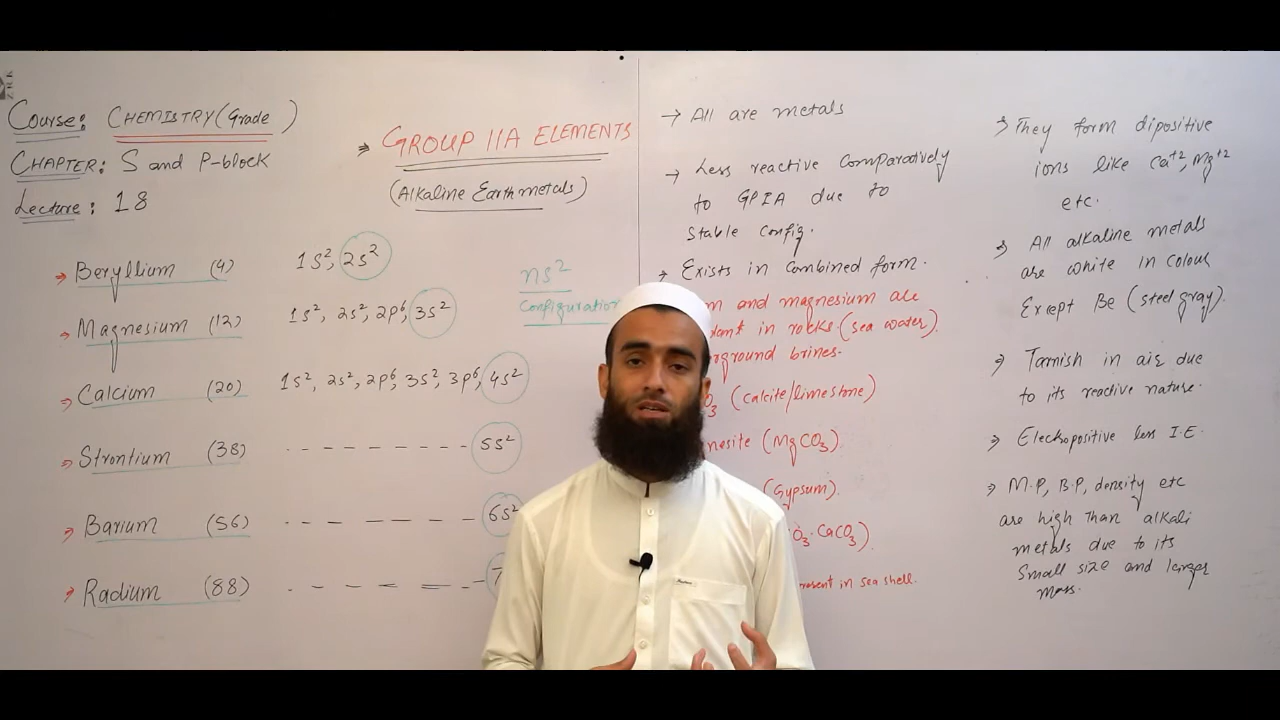 Course: CHEMISTRY (Grade )
CHAPTER: S and P-block
Lecture: 18
⇒ GROUP IIA ELEMENTS
(Alkaline Earth metals)
→ Beryllium (4) 1s², 2s²
→ Magnesium (12) 1s², 2s², 2p⁶, 3s²
→ Calcium (20) 1s², 2s², 2p⁶, 3s², 3p⁶, 4s²
→ Strontium (38) - - - - - - - 5s²
→ Barium (56) - - - - - - - 6s²
→ Radium (88) - - - - - - 7
ns²
Configuration
→ All are metals
→ Less reactive comparatively
to GPIA due to
Stable config.
→ Exists in combined form.
m and magnesium are
dant in rocks. (sea water).
rground brines.
O₃ (calcite/limestone)
nesite (MgCO₃).
(Gypsum).
O₃·CaCO₃).
present in sea shell.
→ They form dipositive
ions like Ca⁺², Mg⁺²
etc.
→ All alkaline metals
are white in colour
Except Be (steel gray).
→ Tarnish in air due
to its reactive nature.
→ Electropositive less I.E.
→ M.P, B.P, density etc
are high than alkali
metals due to its
Small size and larger
mass.